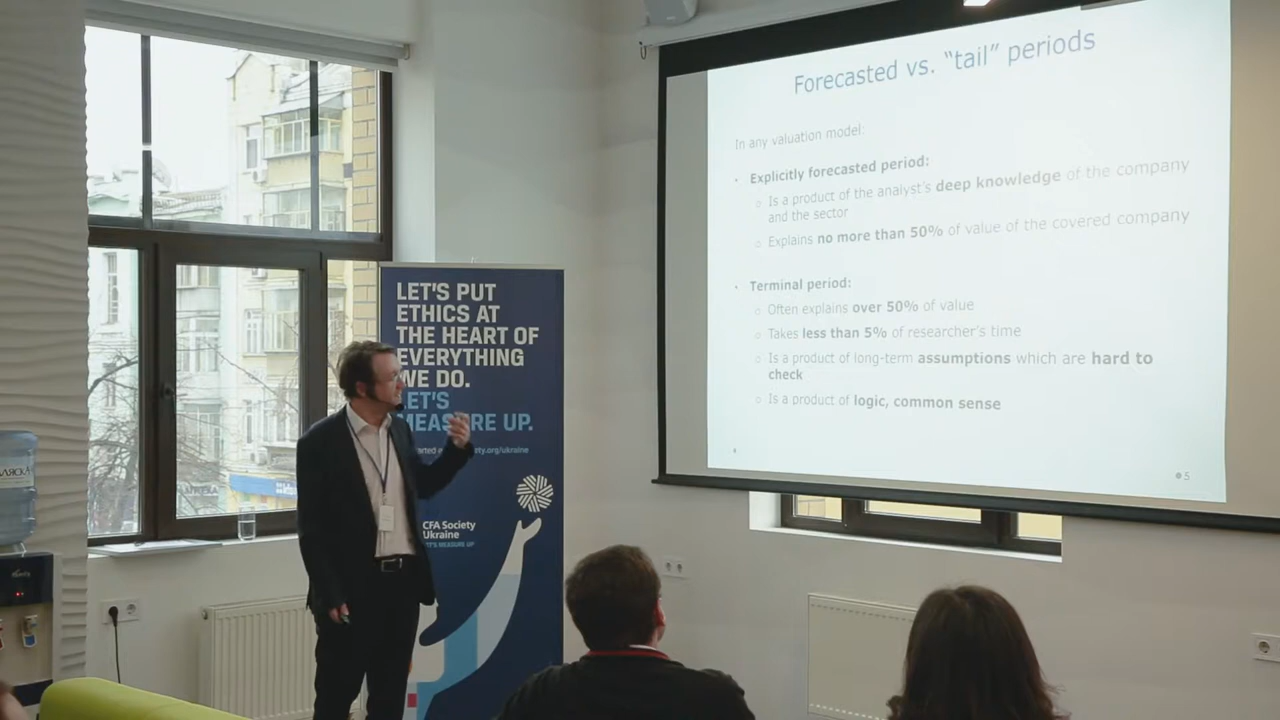 Forecasted vs. “tail” periods
In any valuation model:
• Explicitly forecasted period:
○ Is a product of the analyst's deep knowledge of the company
and the sector
○ Explains no more than 50% of value of the covered company
• Terminal period:
○ Often explains over 50% of value
○ Takes less than 5% of researcher's time
○ Is a product of long-term assumptions which are hard to
check
○ Is a product of logic, common sense
5
LET'S PUT
ETHICS AT
THE HEART OF
EVERYTHING
WE DO.
LET'S
MEASURE UP.
CFA Society
Ukraine
LET'S MEASURE UP